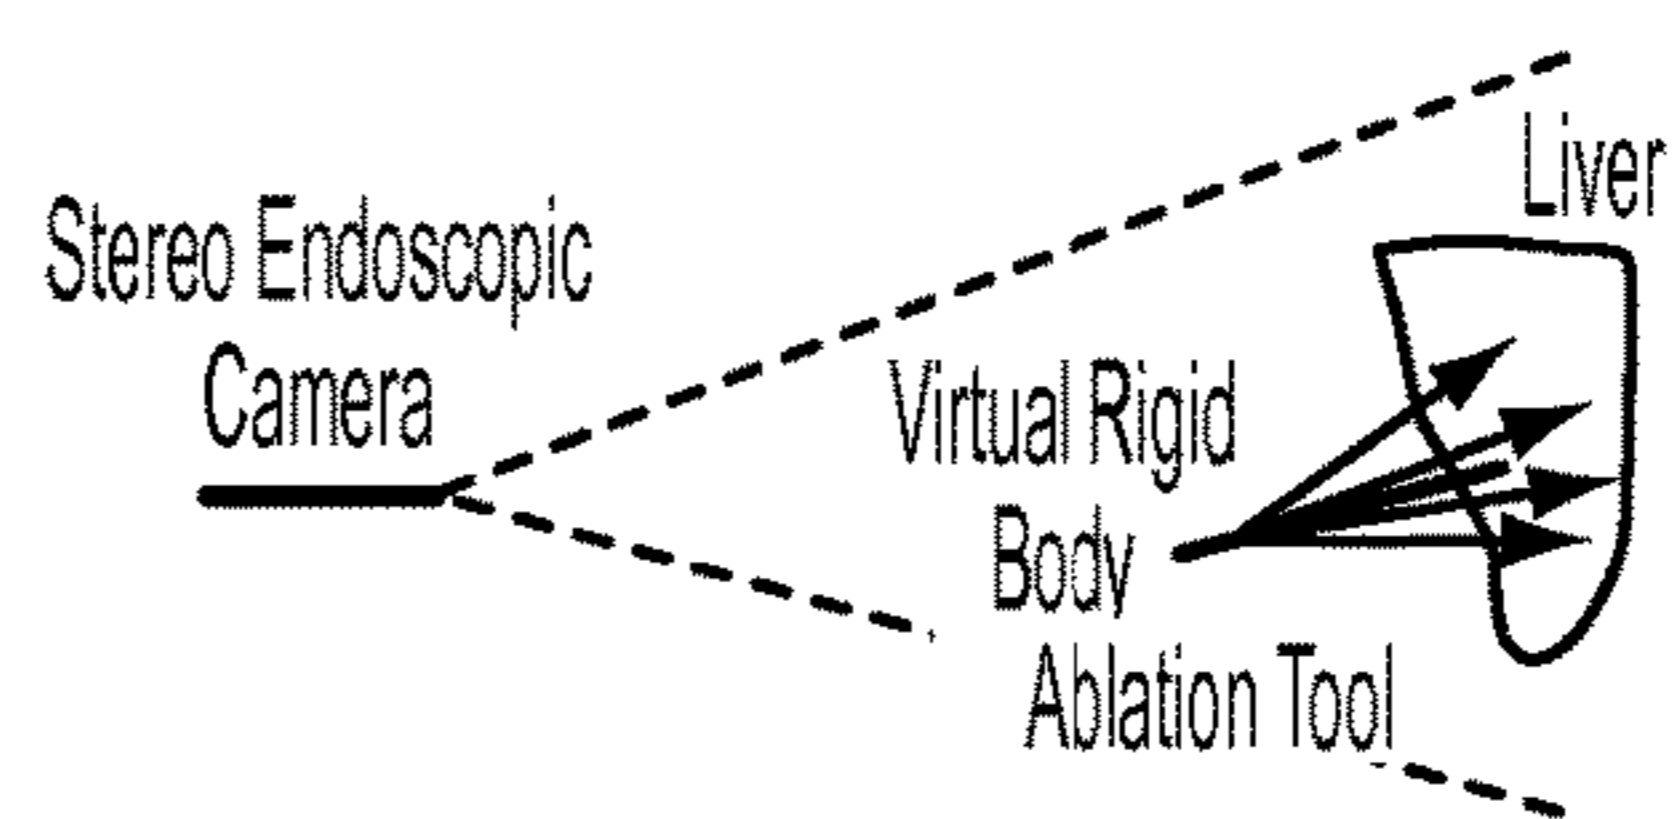 Liver
Stereo Endoscopic
Camera
Virtual Rigid
Body
Ablation Tool